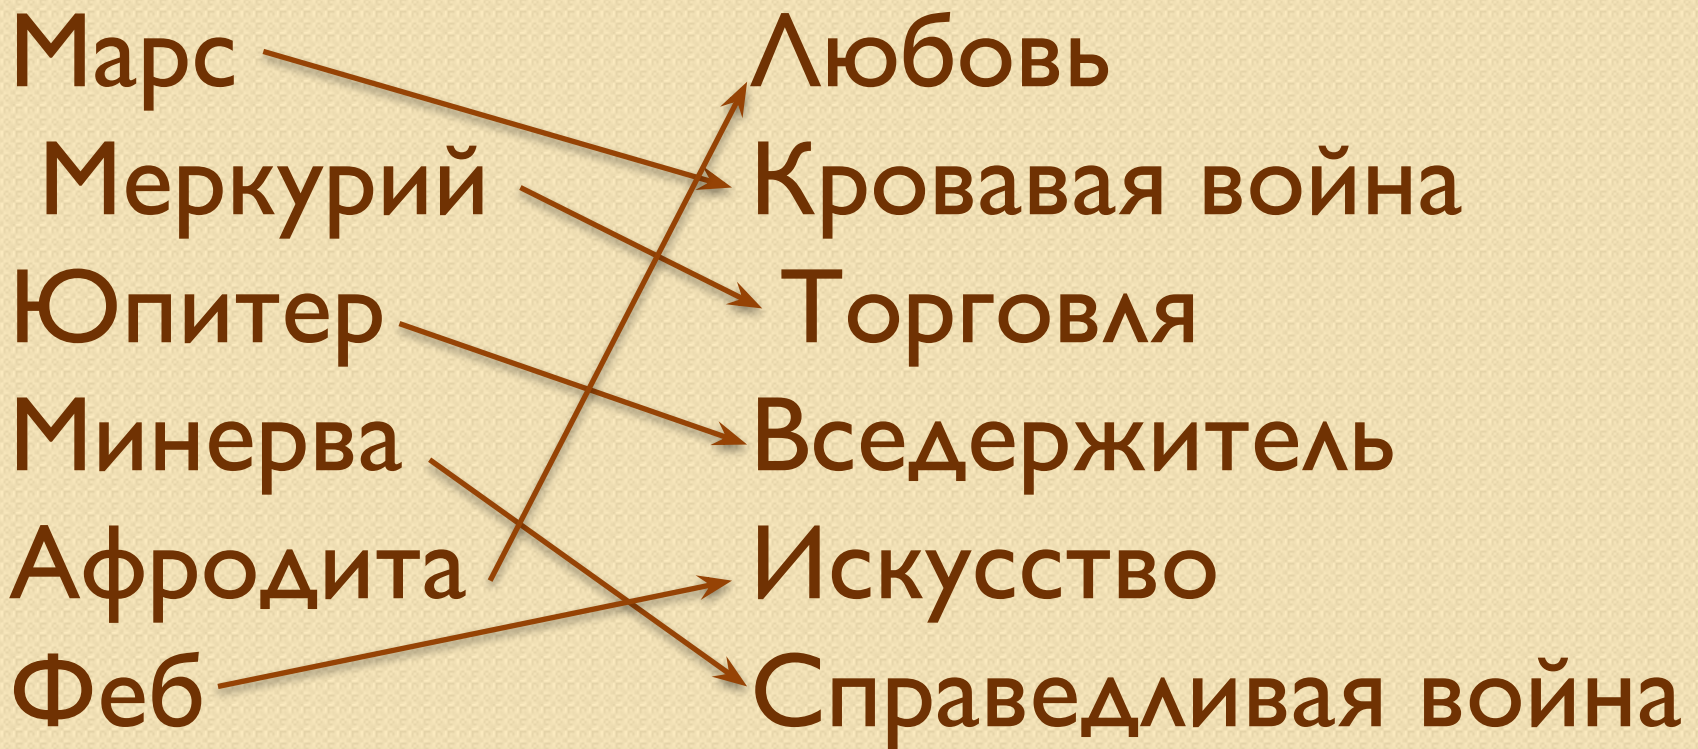 Марс Любовь
Меркурий Кровавая война
Юпитер Торговля
Минерва Вседержитель
Афродита Искусство
Феб Справедливая война